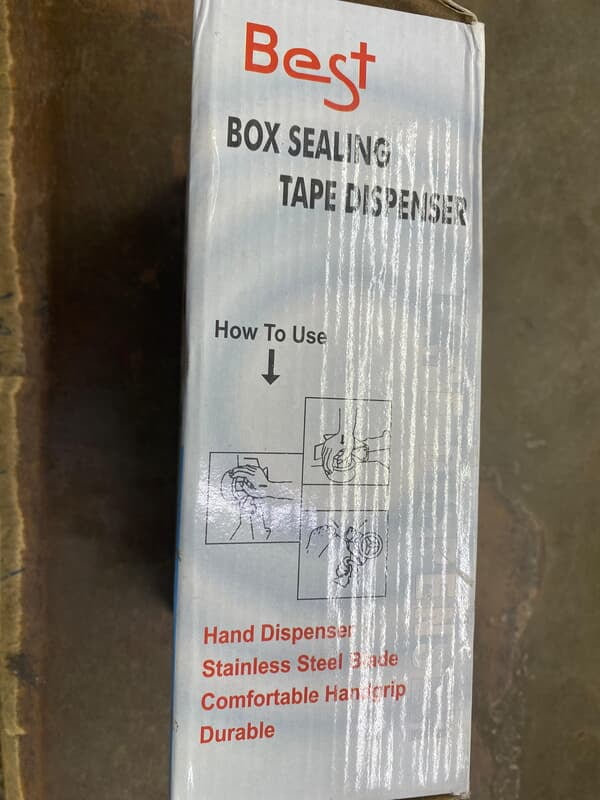 Best
BOX SEALING
TAPE DISPENSER
How To Use
Hand Dispenser
Stainless Steel Blade
Comfortable Handgrip
Durable